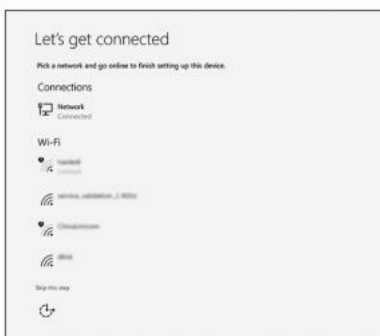 Let's get connected
Pick a network and go online to finish setting up this device.
Connections
Network
Connected
Wi-Fi
Skip this step